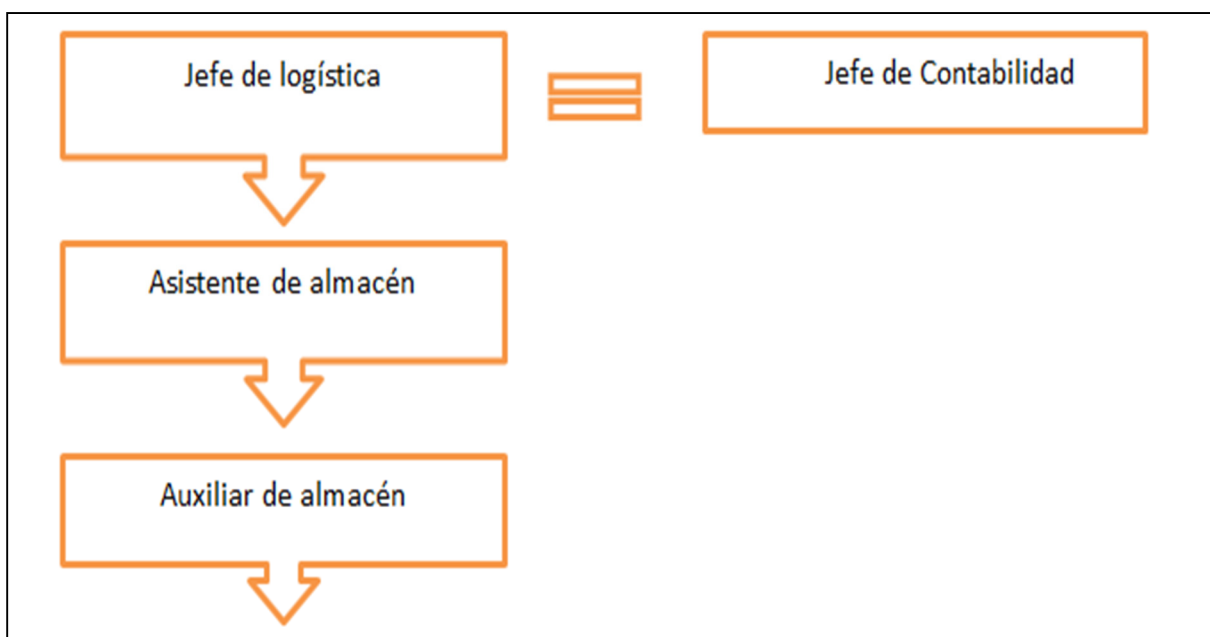 Jefe de logística
Jefe de Contabilidad
Asistente de almacén
Auxiliar de almacén